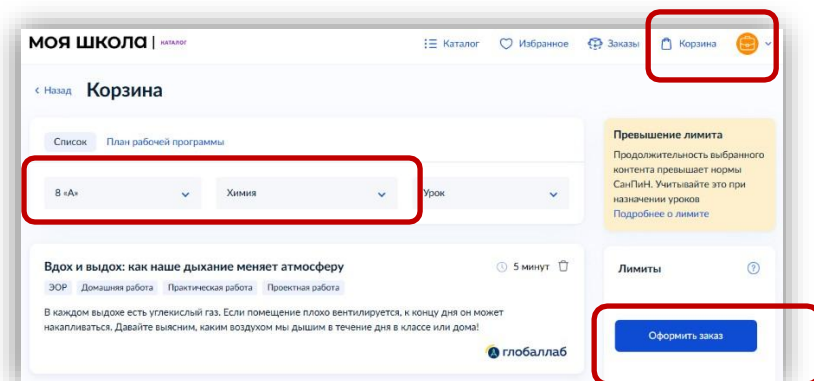 МОЯ ШКОЛА | КАТАЛОГ
Каталог Избранное Заказы Корзина
Назад Корзина
Список План рабочей программы
8 «А» Химия Урок
Вдох и выдох: как наше дыхание меняет атмосферу 5 минут
ЭОР Домашняя работа Практическая работа Проектная работа
В каждом выдохе есть углекислый газ. Если помещение плохо вентилируется, к концу дня он может
накапливаться. Давайте выясним, каким воздухом мы дышим в течение дня в классе или дома!
глобаллаб
Превышение лимита
Продолжительность выбранного
контента превышает нормы
СанПиН. Учитывайте это при
назначении уроков
Подробнее о лимите
Лимиты ?
Оформить заказ